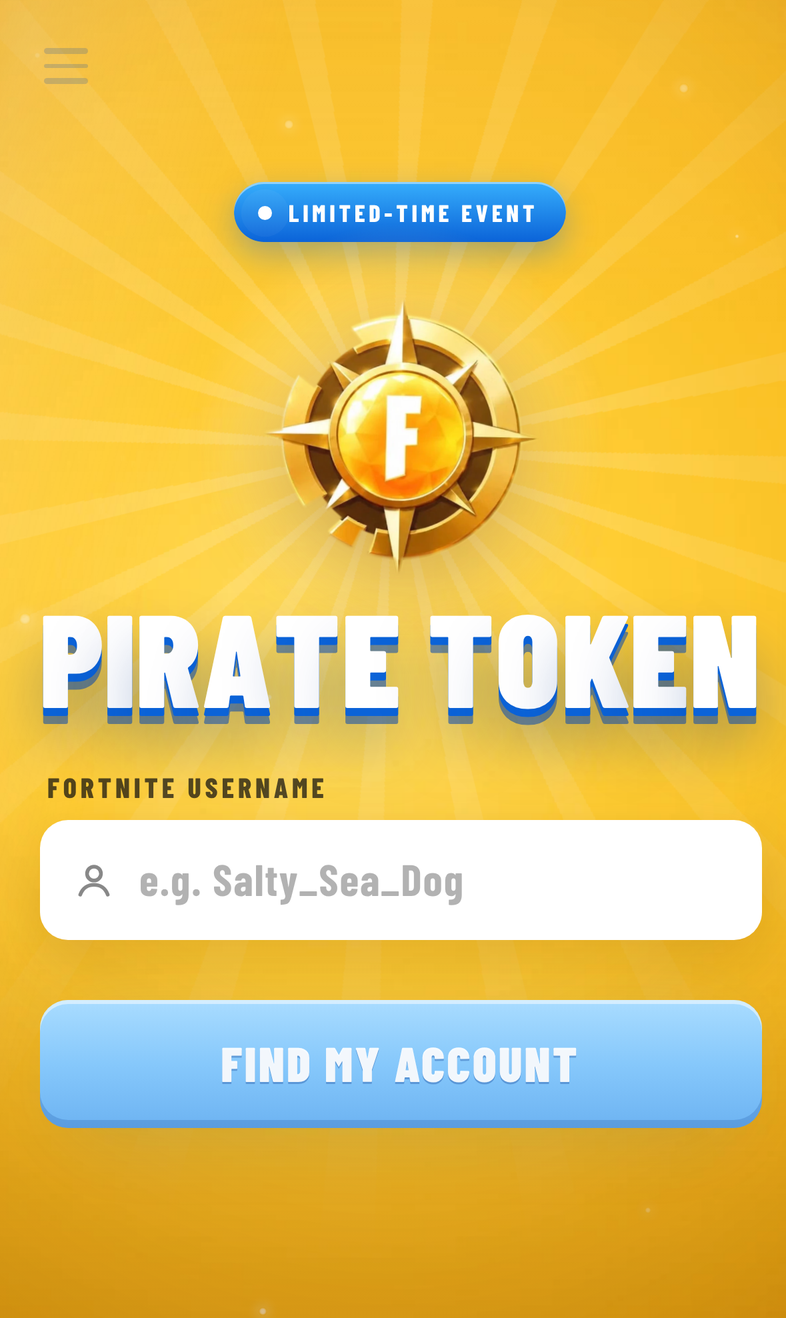 LIMITED-TIME EVENT
F
PIRATE TOKEN
FORTNITE USERNAME
e.g. Salty_Sea_Dog
FIND MY ACCOUNT